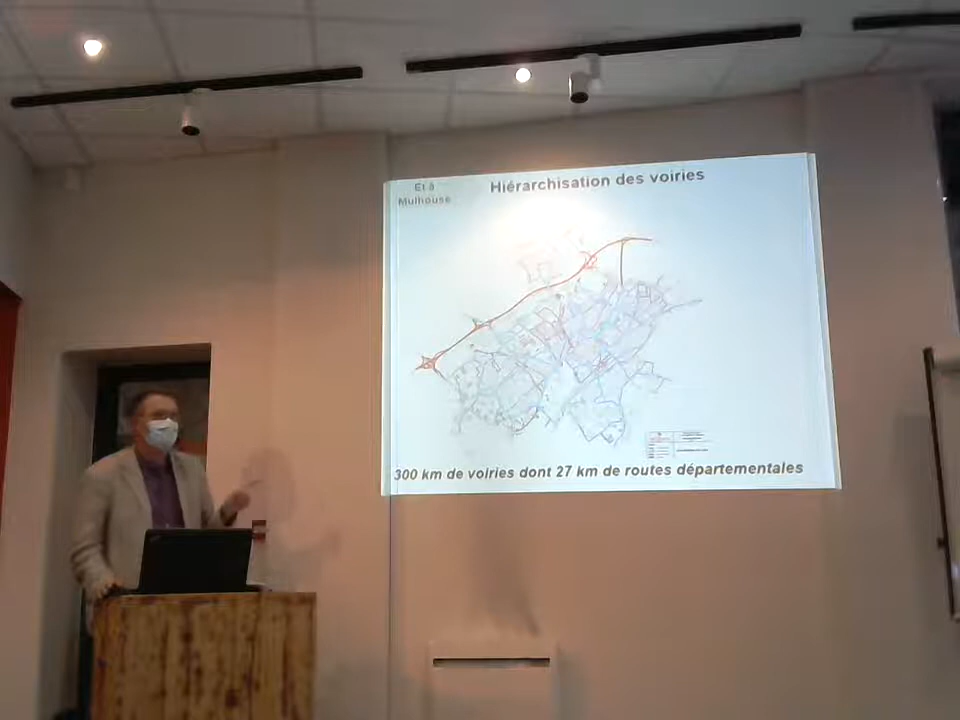 Et à
Mulhouse
Hiérarchisation des voiries
300 km de voiries dont 27 km de routes départementales